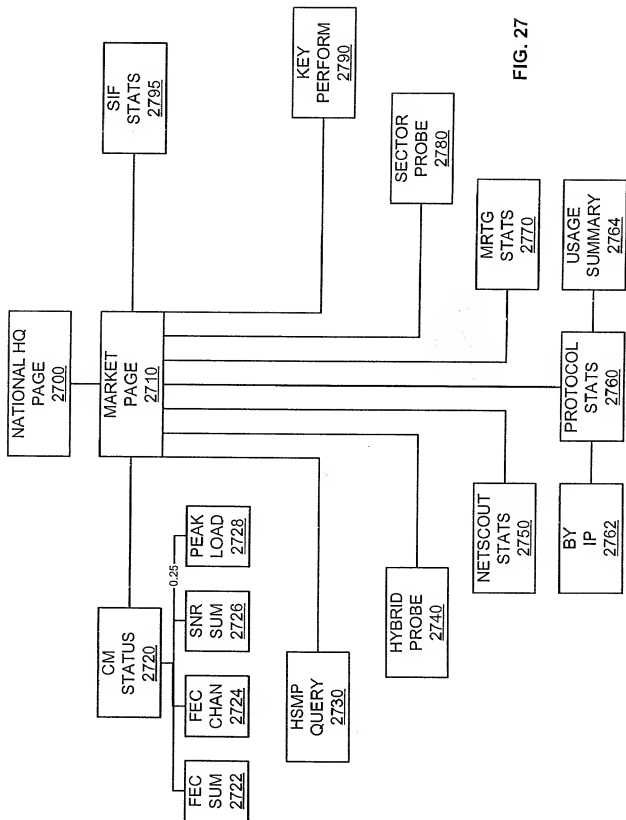 NATIONAL HQ
PAGE
2700
MARKET
PAGE
2710
SIF
STATS
2795
CM
STATUS
2720
0.25
FEC
SUM
2722
FEC
CHAN
2724
SNR
SUM
2726
PEAK
LOAD
2728
KEY
PERFORM
2790
HSMP
QUERY
2730
SECTOR
PROBE
2780
HYBRID
PROBE
2740
MRTG
STATS
2770
NETSCOUT
STATS
2750
BY
IP
2762
PROTOCOL
STATS
2760
USAGE
SUMMARY
2764
FIG. 27